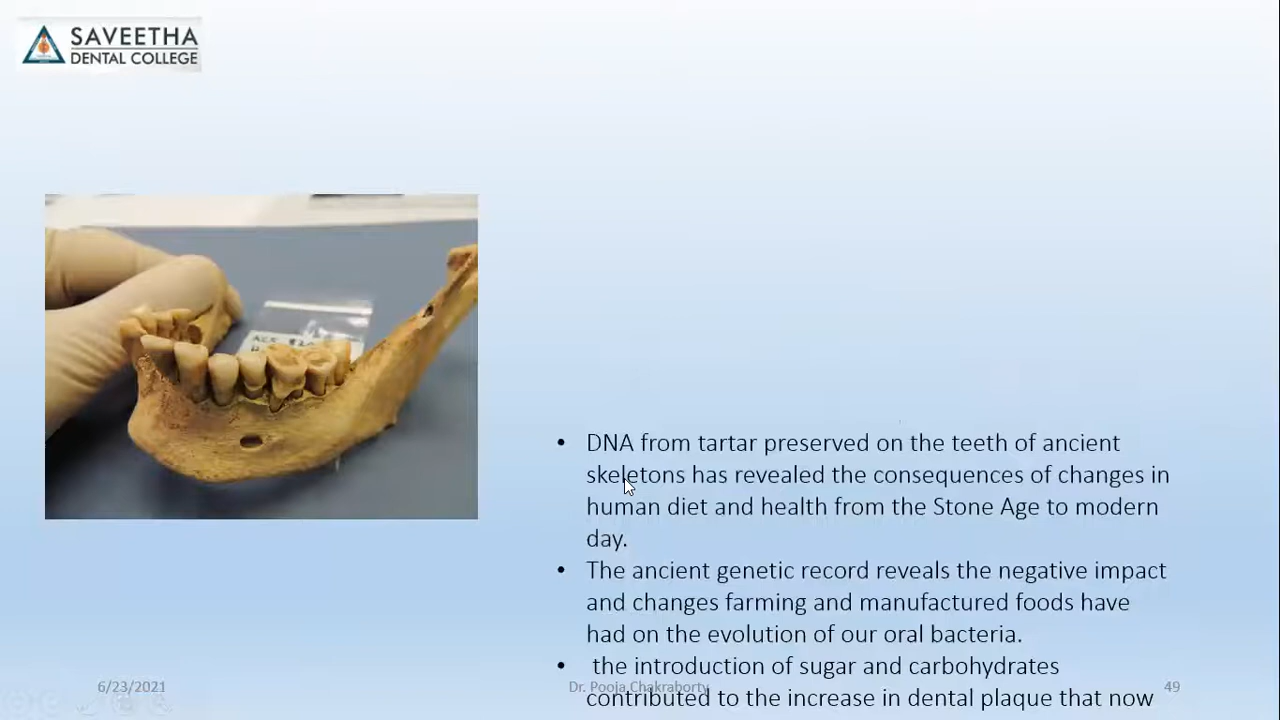 SAVEETHA
DENTAL COLLEGE
• DNA from tartar preserved on the teeth of ancient
skeletons has revealed the consequences of changes in
human diet and health from the Stone Age to modern
day.
• The ancient genetic record reveals the negative impact
and changes farming and manufactured foods have
had on the evolution of our oral bacteria.
• the introduction of sugar and carbohydrates
contributed to the increase in dental plaque that now
6/23/2021
Dr. Pooja Chakraborty
49